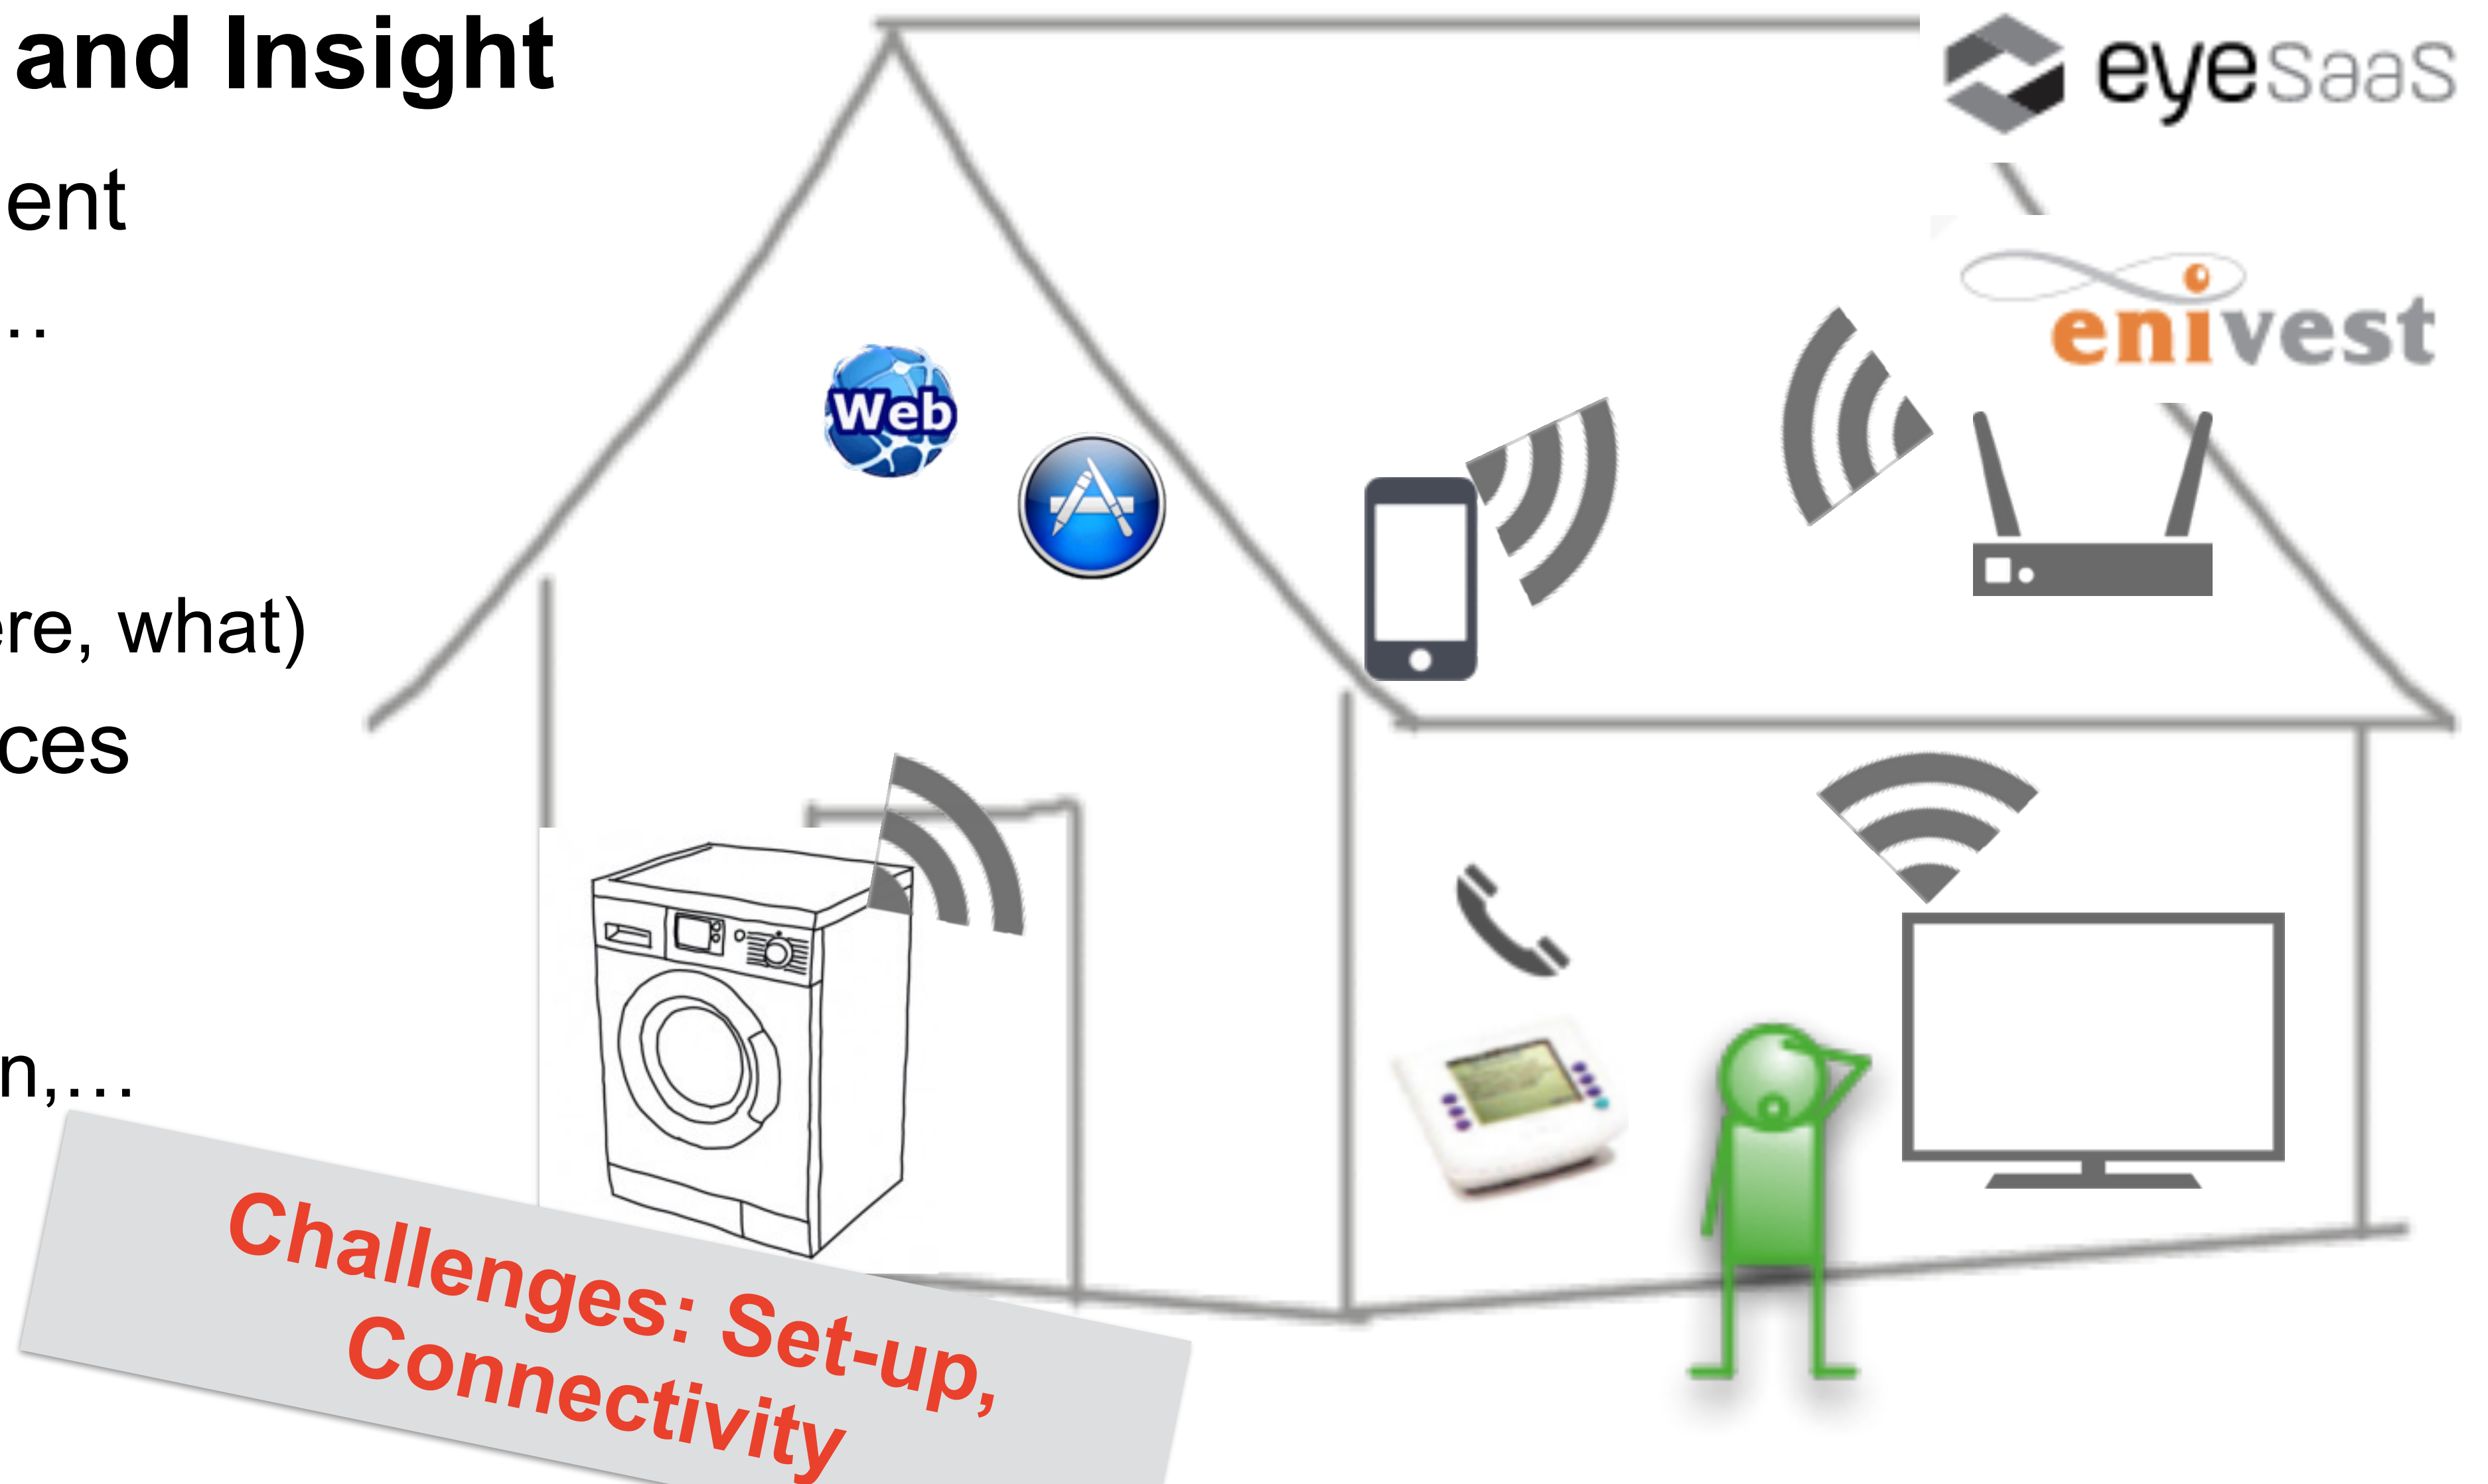 and Insight
eyeSaaS
ent
enivest
..
Web
ere, what)
ces
n,...
Challenges: Set-up,
Connectivity